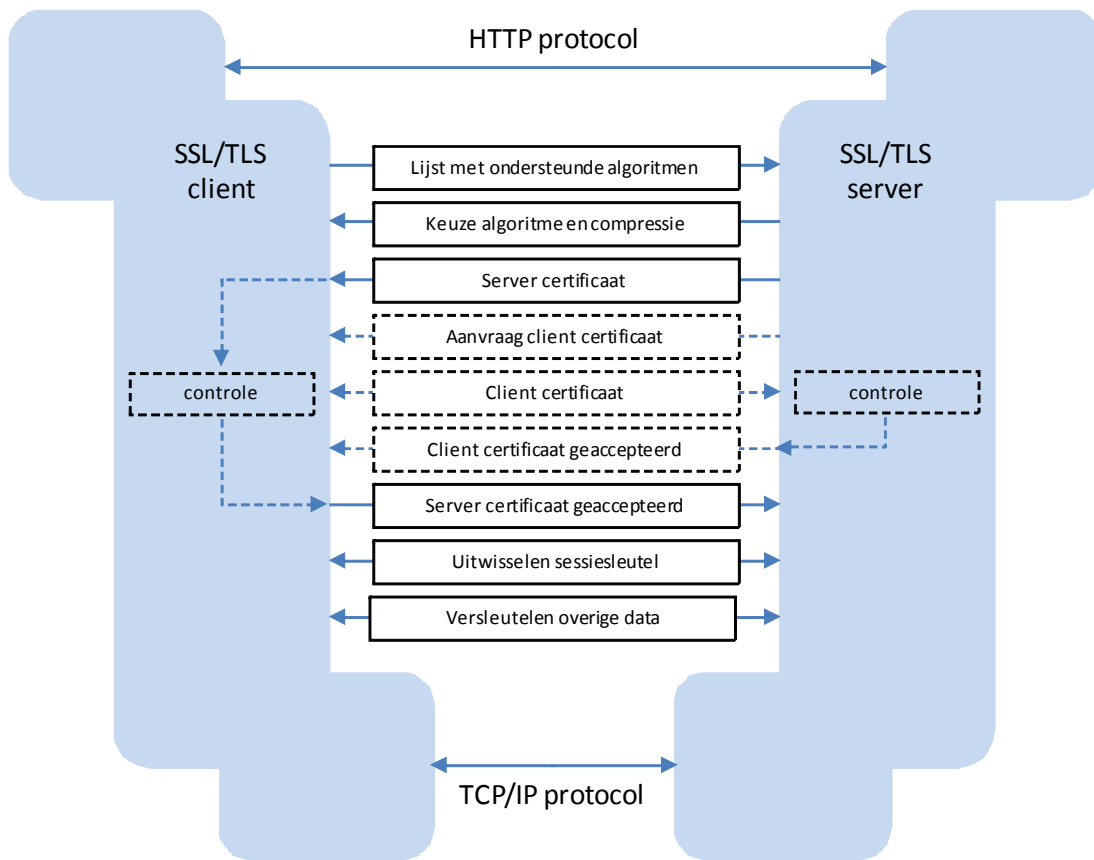 HTTP protocol
SSL/TLS
client
SSL/TLS
server
Lijst met ondersteunde algoritmen
Keuze algoritme en compressie
Server certificaat
Aanvraag client certificaat
controle
Client certificaat
controle
Client certificaat geaccepteerd
Server certificaat geaccepteerd
Uitwisselen sessiesleutel
Versleutelen overige data
TCP/IP protocol